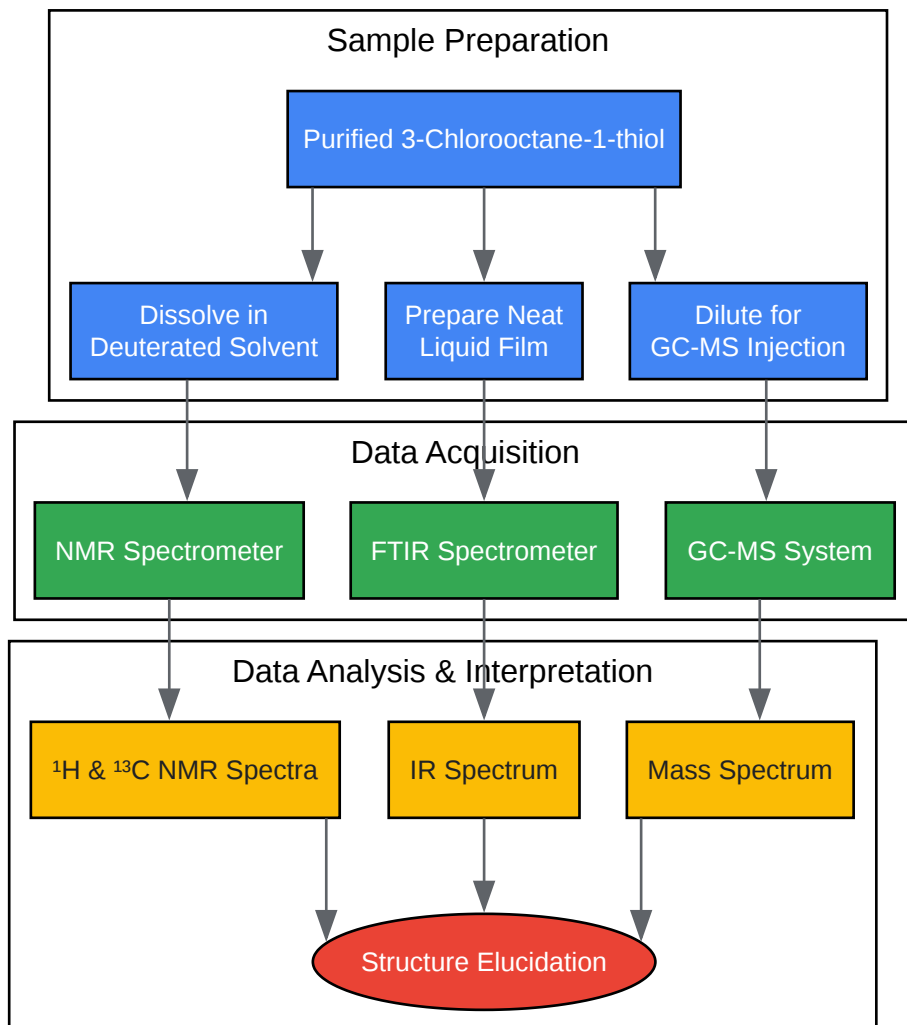 Sample Preparation
Purified 3-Chlorooctane-1-thiol
Dissolve in
Deuterated Solvent
Prepare Neat
Liquid Film
Dilute for
GC-MS Injection
Data Acquisition
NMR Spectrometer
FTIR Spectrometer
GC-MS System
Data Analysis & Interpretation
¹H & ¹³C NMR Spectra
IR Spectrum
Mass Spectrum
Structure Elucidation